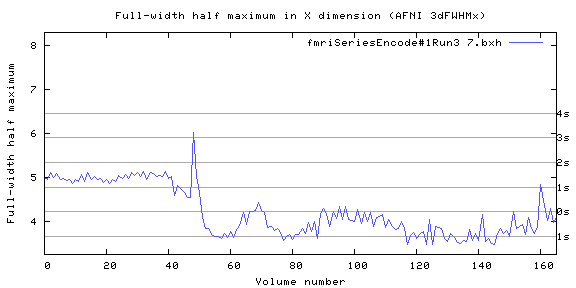 Full-width half maximum in X dimension (AFNI 3dFWHMx)
fmriSeriesEncode#1Run3 7.bxh
Full-width half maximum
8
7
6
5
4
4s
3s
2s
1s
0s
1s
0 20 40 60 80 100 120 140 160
Volume number